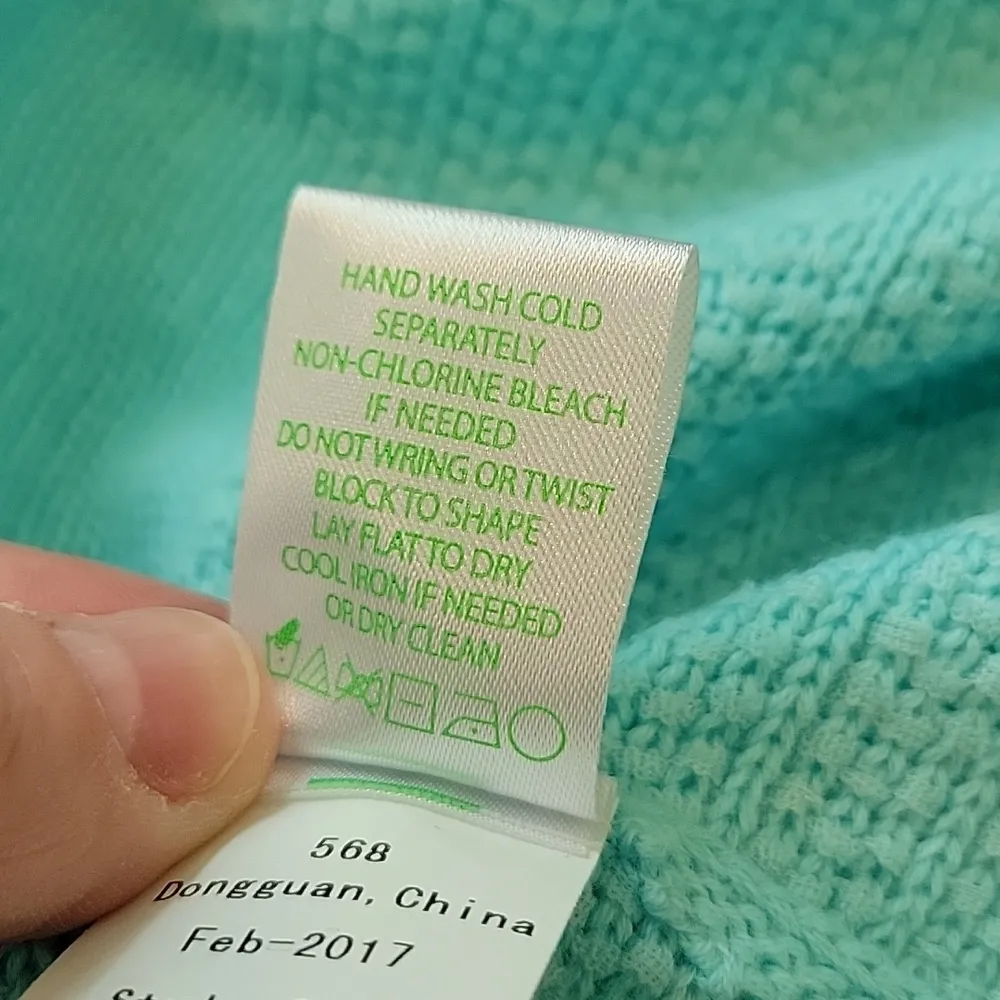 HAND WASH COLD
SEPARATELY
NON-CHLORINE BLEACH
IF NEEDED
DO NOT WRING OR TWIST
BLOCK TO SHAPE
LAY FLAT TO DRY
COOL IRON IF NEEDED
OR DRY CLEAN
568
Dongguan, China
Feb-2017